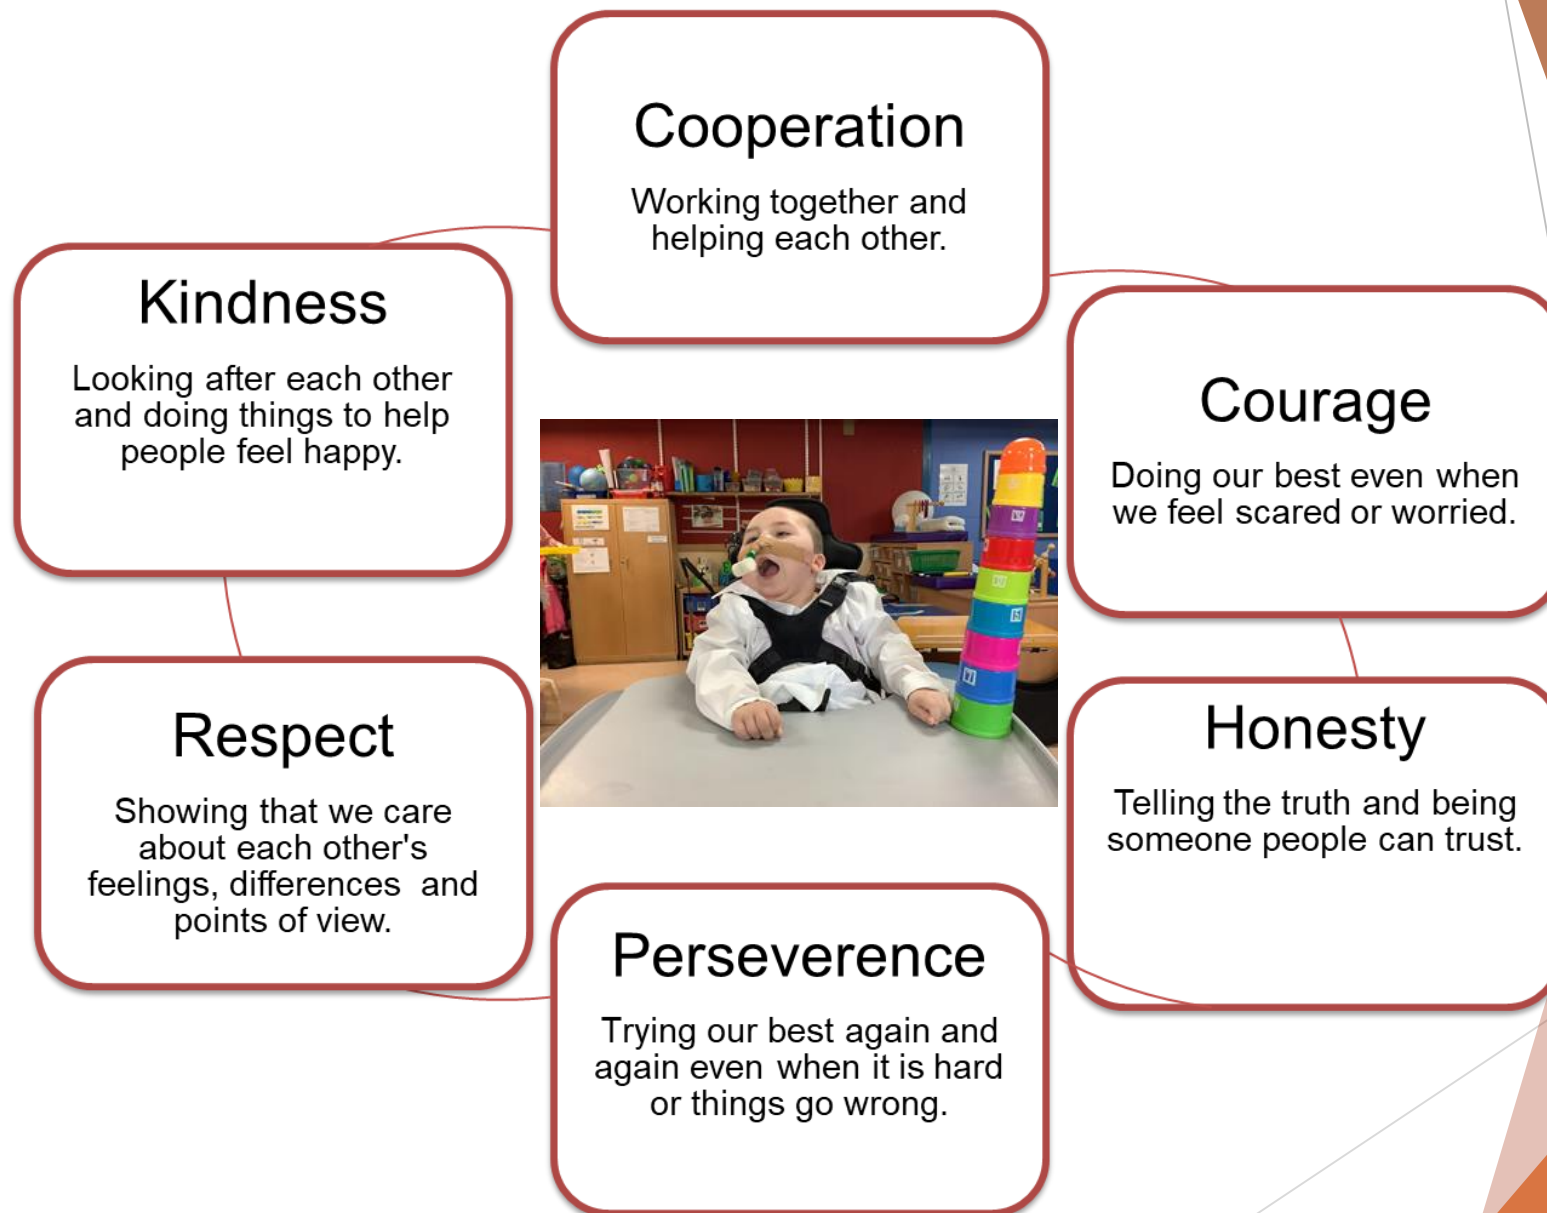 Cooperation
Working together and
helping each other.
Courage
Doing our best even when
we feel scared or worried.
Honesty
Telling the truth and being
someone people can trust.
Perseverence
Trying our best again and
again even when it is hard
or things go wrong.
Respect
Showing that we care
about each other's
feelings, differences  and
points of view.
Kindness
Looking after each other
and doing things to help
people feel happy.